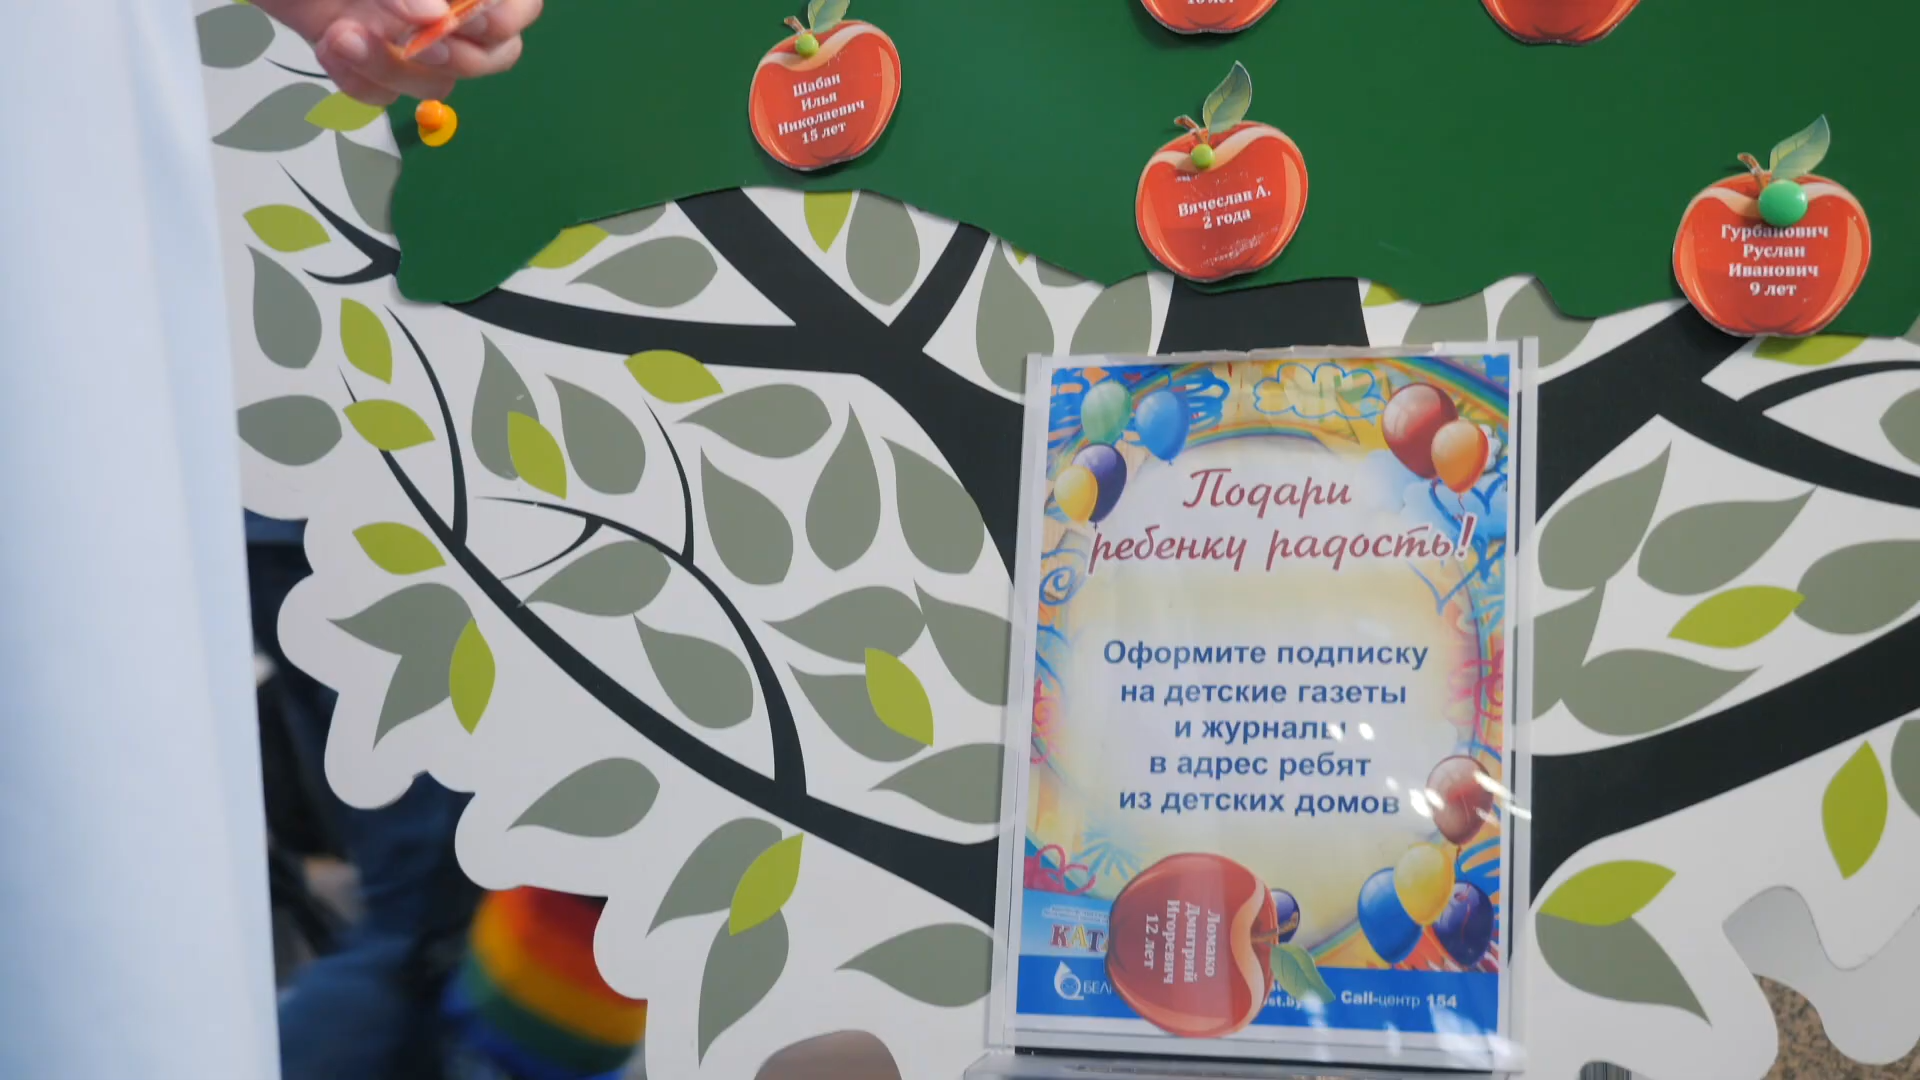 Шабан
Илья
Николаевич
15 лет
Вячеслав А.
2 года
Гурбанович
Руслан
Иванович
9 лет
Подари
ребенку радость!
Оформите подписку
на детские газеты
и журналы
в адрес ребят
из детских домов
Ломако
Дмитрий
Игоревич
12 лет
Call-центр 154